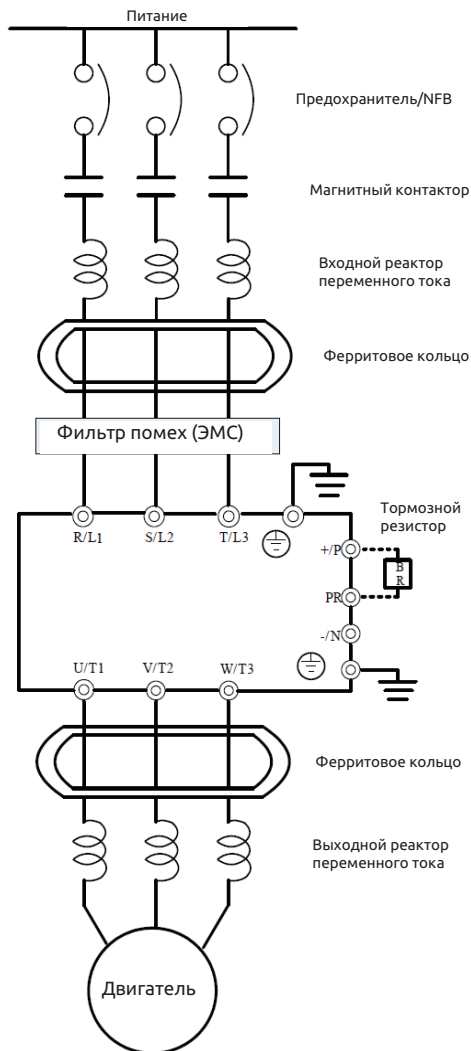 Питание
Предохранитель/NFB
Магнитный контактор
Входной реактор
переменного тока
Ферритовое кольцо
Фильтр помех (ЭМС)
Тормозной
резистор
R/L1 S/L2 T/L3
+/P
B
R
PR
-/N
U/T1 V/T2 W/T3
Ферритовое кольцо
Выходной реактор
переменного тока
Двигатель